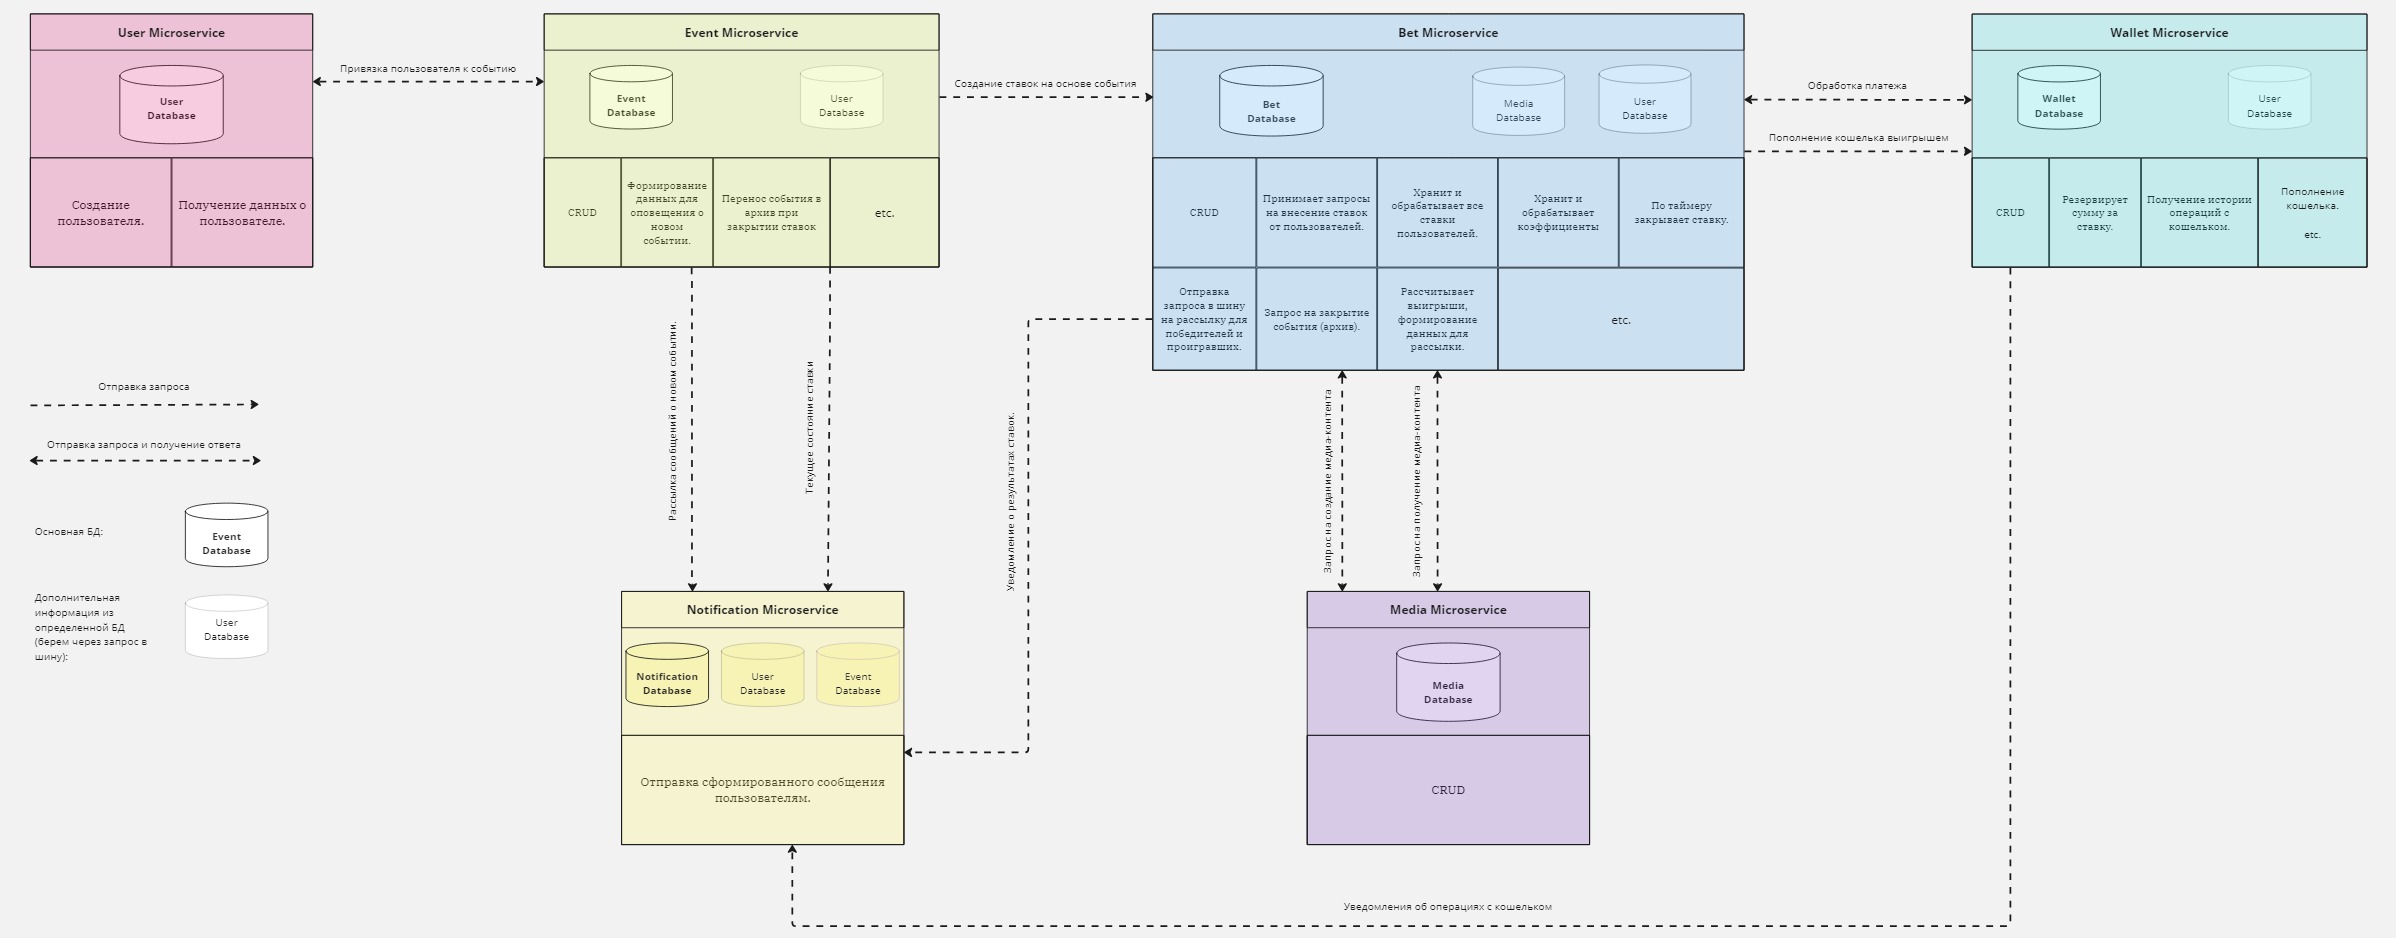 User Microservice
User
Database
Создание
пользователя.
Получение данных о
пользователе.
Привязка пользователя к событию
Event Microservice
Event
Database
User
Database
CRUD
Формирование
данных для
оповещения о
новом
событии.
Перенос события в
архив при
закрытии ставок
etc.
Создание ставок на основе события
Bet Microservice
Bet
Database
Media
Database
User
Database
CRUD
Принимает запросы
на внесение ставок
от пользователей.
Хранит и
обрабатывает все
ставки
пользователей.
Хранит и
обрабатывает
коэффициенты
По таймеру
закрывает ставку.
Отправка
запроса в шину
на рассылку для
победителей и
проигравших.
Запрос на закрытие
события (архив).
Рассчитывает
выигрыши,
формирование
данных для
рассылки.
etc.
Обработка платежа
Пополнение кошелька выигрышем
Wallet Microservice
Wallet
Database
User
Database
CRUD
Резервирует
сумму за
ставку.
Получение истории
операций с
кошельком.
Пополнение
кошелька.
etc.
Отправка запроса
Отправка запроса и получение ответа
Основная БД:
Event
Database
Дополнительная
информация из
определенной БД
(берем через запрос в
шину):
User
Database
Рассылка сообщений о новом событии.
Текущее состояние ставки
Уведомление о результатах ставок.
Запрос на создание медиа-контента
Запрос на получение медиа-контента
Notification Microservice
Notification
Database
User
Database
Event
Database
Отправка сформированного сообщения
пользователям.
Media Microservice
Media
Database
CRUD
Уведомления об операциях с кошельком